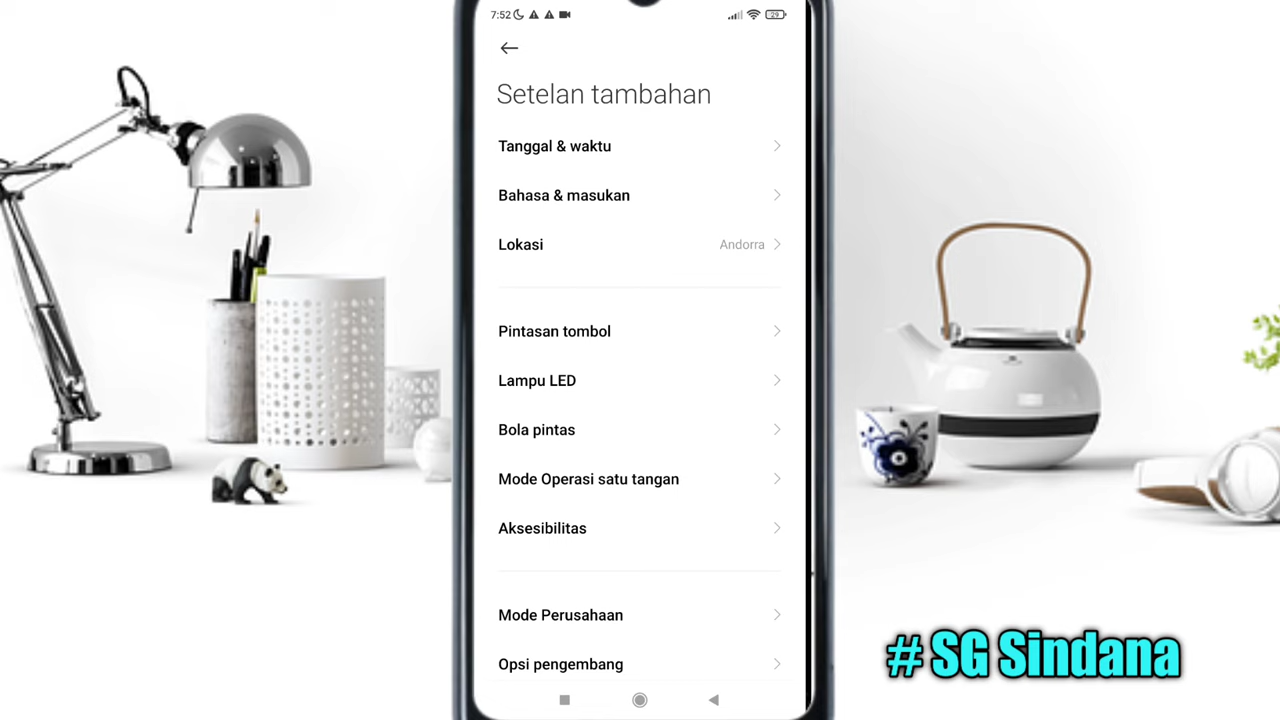 7:52
29
Setelan tambahan
Tanggal & waktu
Bahasa & masukan
Lokasi Andorra
Pintasan tombol
Lampu LED
Bola pintas
Mode Operasi satu tangan
Aksesibilitas
Mode Perusahaan
Opsi pengembang
# SG Sindana